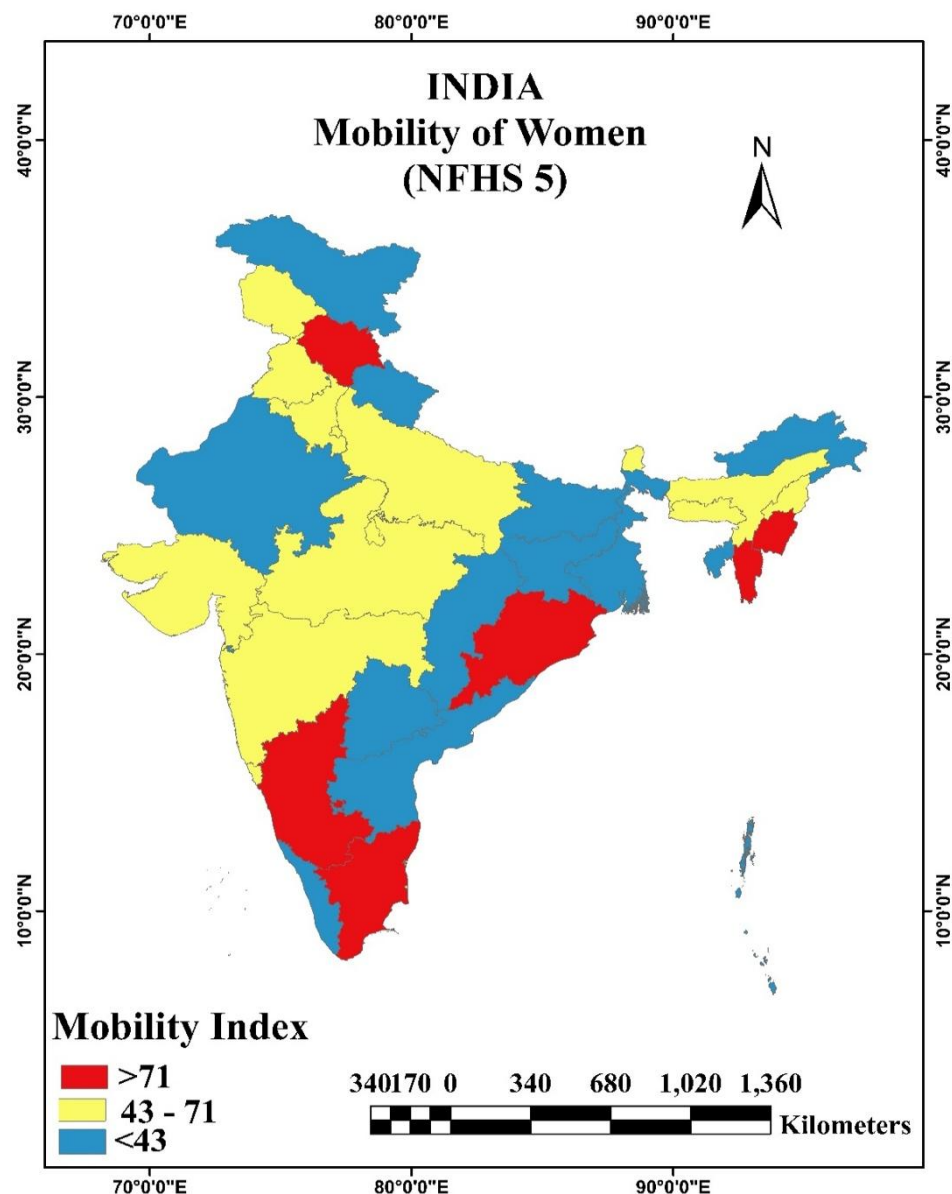 70°0'0"E 80°0'0"E 90°0'0"E
INDIA
Mobility of Women
(NFHS 5)
N
40°0'0"N 40°0'0"N
30°0'0"N 30°0'0"N
20°0'0"N 20°0'0"N
10°0'0"N 10°0'0"N
Mobility Index
>71
43 - 71
<43
340 170 0 340 680 1,020 1,360
Kilometers
70°0'0"E 80°0'0"E 90°0'0"E